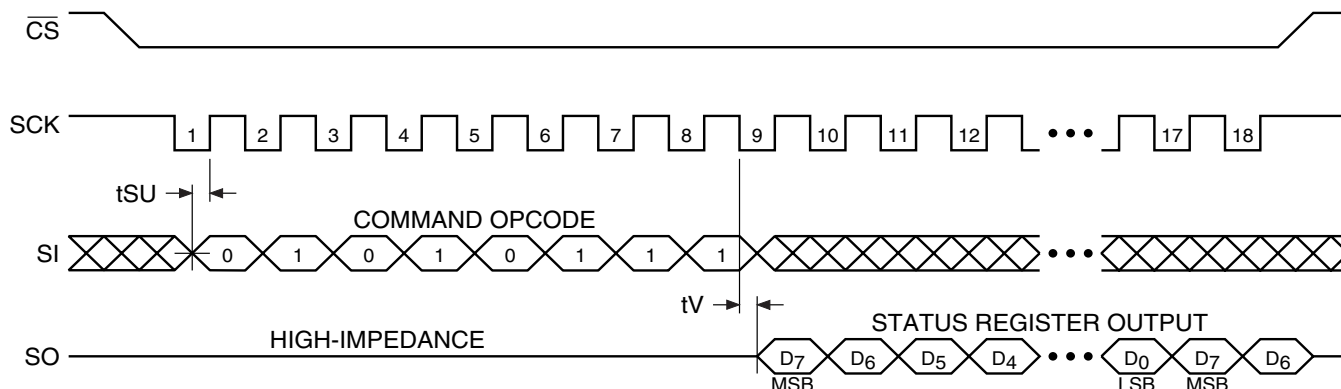 CS
SCK 1 2 3 4 5 6 7 8 9 10 11 12 ••• 17 18
tSU
COMMAND OPCODE
SI 0 1 0 1 0 1 1 1 •••
tV
HIGH-IMPEDANCE STATUS REGISTER OUTPUT
SO D7 D6 D5 D4 ••• D0 D7 D6
MSB LSB MSB